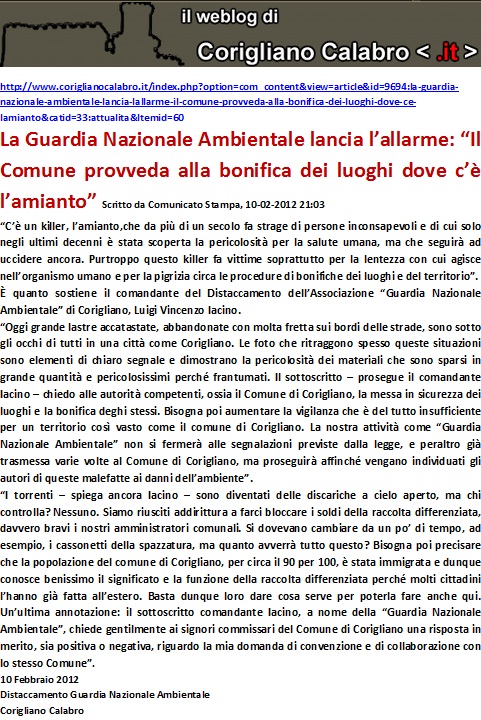 il weblog di
Corigliano Calabro < .it >
http://www.coriglianocalabro.it/index.php?option=com_content&view=article&id=9694:la-guardia-
nazionale-ambientale-lancia-lallarme-il-comune-provveda-alla-bonifica-dei-luoghi-dove-ce-
lamianto&catid=33:attualita&Itemid=60
La Guardia Nazionale Ambientale lancia l’allarme: “Il
Comune provveda alla bonifica dei luoghi dove c’è
l’amianto” Scritto da Comunicato Stampa, 10-02-2012 21:03
“C’è un killer, l’amianto,che da più di un secolo fa strage di persone inconsapevoli e di cui solo
negli ultimi decenni è stata scoperta la pericolosità per la salute umana, ma che seguirà ad
uccidere ancora. Purtroppo questo killer fa vittime soprattutto per la lentezza con cui agisce
nell’organismo umano e per la pigrizia circa le procedure di bonifiche dei luoghi e del territorio”.
È quanto sostiene il comandante del Distaccamento dell’Associazione “Guardia Nazionale
Ambientale” di Corigliano, Luigi Vincenzo Iacino.
“Oggi grande lastre accatastate, abbandonate con molta fretta sui bordi delle strade, sono sotto
gli occhi di tutti in una città come Corigliano. Le foto che ritraggono spesso queste situazioni
sono elementi di chiaro segnale e dimostrano la pericolosità dei materiali che sono sparsi in
grande quantità e pericolosissimi perché frantumati. Il sottoscritto – prosegue il comandante
Iacino – chiedo alle autorità competenti, ossia il Comune di Corigliano, la messa in sicurezza dei
luoghi e la bonifica deghi stessi. Bisogna poi aumentare la vigilanza che è del tutto insufficiente
per un territorio così vasto come il comune di Corigliano. La nostra attività come “Guardia
Nazionale Ambientale” non si fermerà alle segnalazioni previste dalla legge, e peraltro già
trasmessa varie volte al Comune di Corigliano, ma proseguirà affinché vengano individuati gli
autori di queste malefatte ai danni dell’ambiente”.
“I torrenti – spiega ancora Iacino – sono diventati delle discariche a cielo aperto, ma chi
controlla? Nessuno. Siamo riusciti addirittura a farci bloccare i soldi della raccolta differenziata,
davvero bravi i nostri amministratori comunali. Si dovevano cambiare da un po’ di tempo, ad
esempio, i cassonetti della spazzatura, ma quanto avverrà tutto questo? Bisogna poi precisare
che la popolazione del comune di Corigliano, per circa il 90 per 100, è stata immigrata e dunque
conosce benissimo il significato e la funzione della raccolta differenziata perché molti cittadini
l’hanno già fatta all’estero. Basta dunque loro dare cosa serve per poterla fare anche qui.
Un’ultima annotazione: il sottoscritto comandante Iacino, a nome della “Guardia Nazionale
Ambientale”, chiede gentilmente ai signori commissari del Comune di Corigliano una risposta in
merito, sia positiva o negativa, riguardo la mia domanda di convenzione e di collaborazione con
lo stesso Comune”.
10 Febbraio 2012
Distaccamento Guardia Nazionale Ambientale
Corigliano Calabro